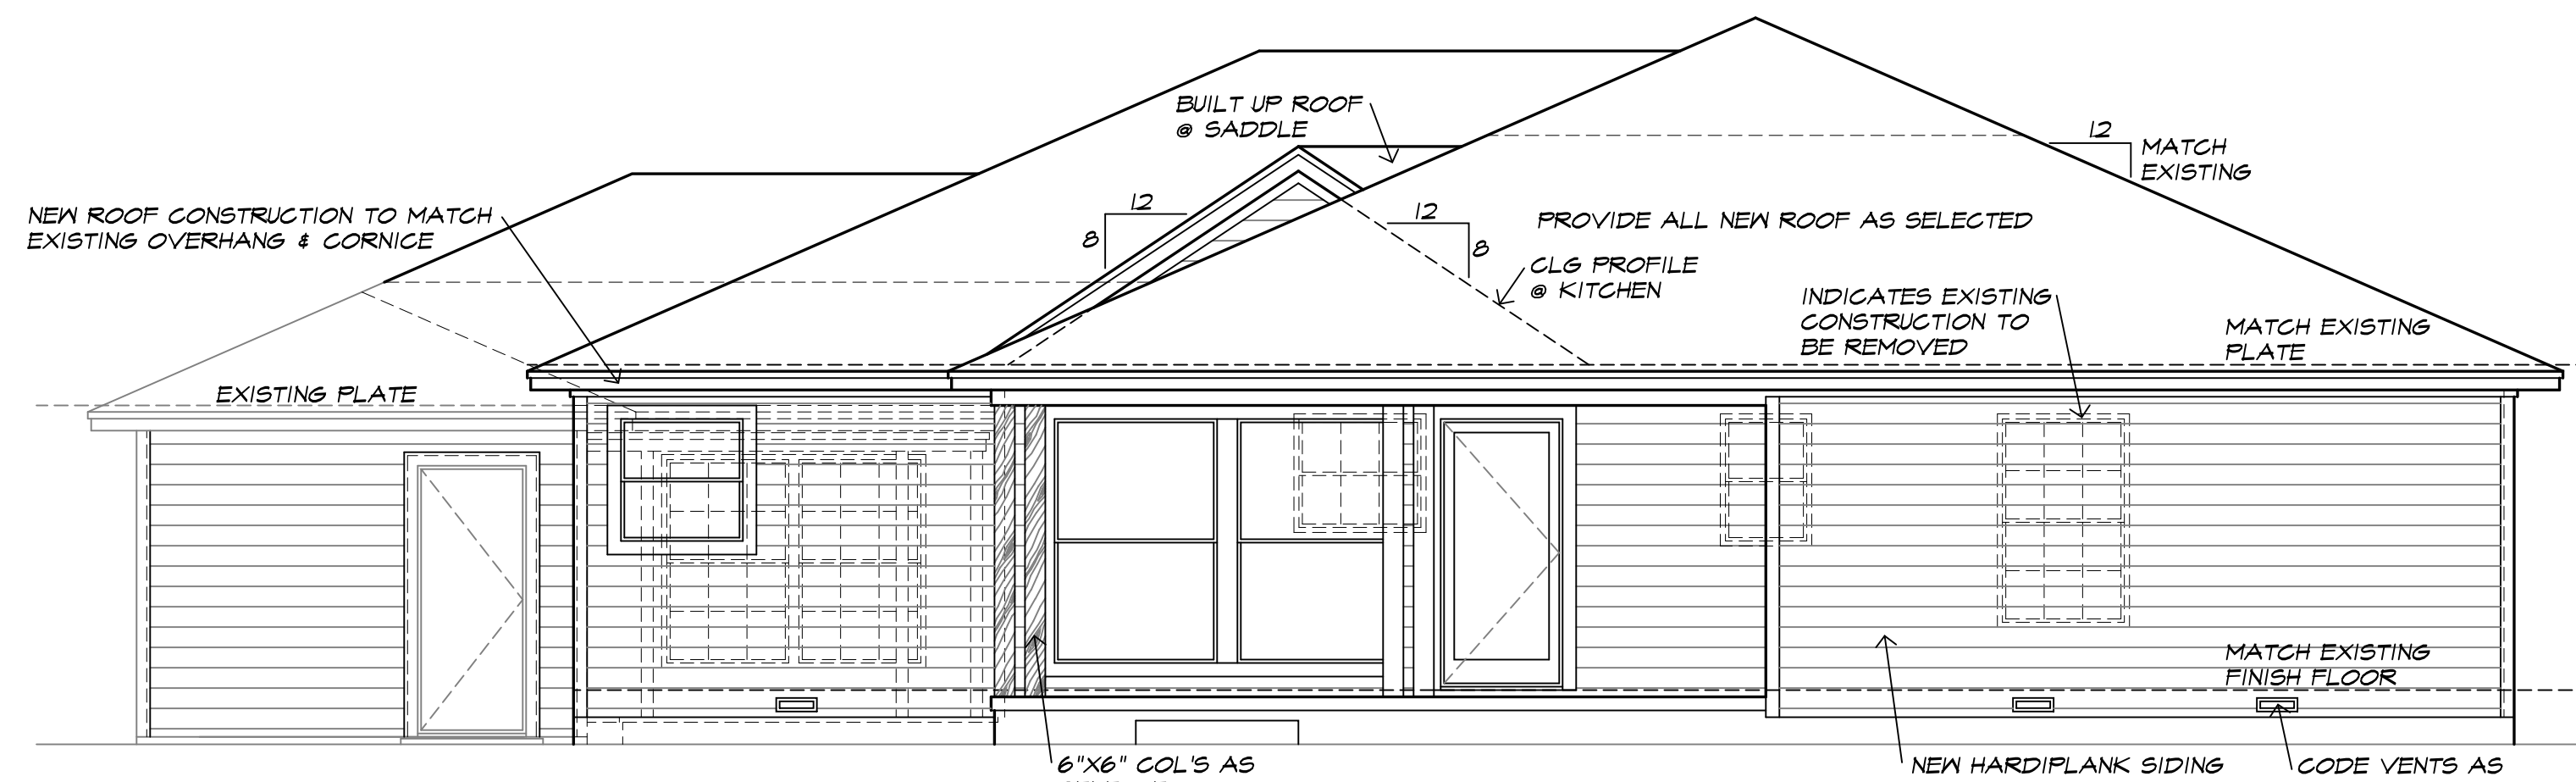 BUILT UP ROOF
@ SADDLE
12
MATCH
EXISTING
NEW ROOF CONSTRUCTION TO MATCH
EXISTING OVERHANG & CORNICE
12
8
12
8
PROVIDE ALL NEW ROOF AS SELECTED
CLG PROFILE
@ KITCHEN
INDICATES EXISTING
CONSTRUCTION TO
BE REMOVED
MATCH EXISTING
PLATE
EXISTING PLATE
MATCH EXISTING
FINISH FLOOR
6"X6" COL'S AS
NEW HARDIPLANK SIDING
CODE VENTS AS